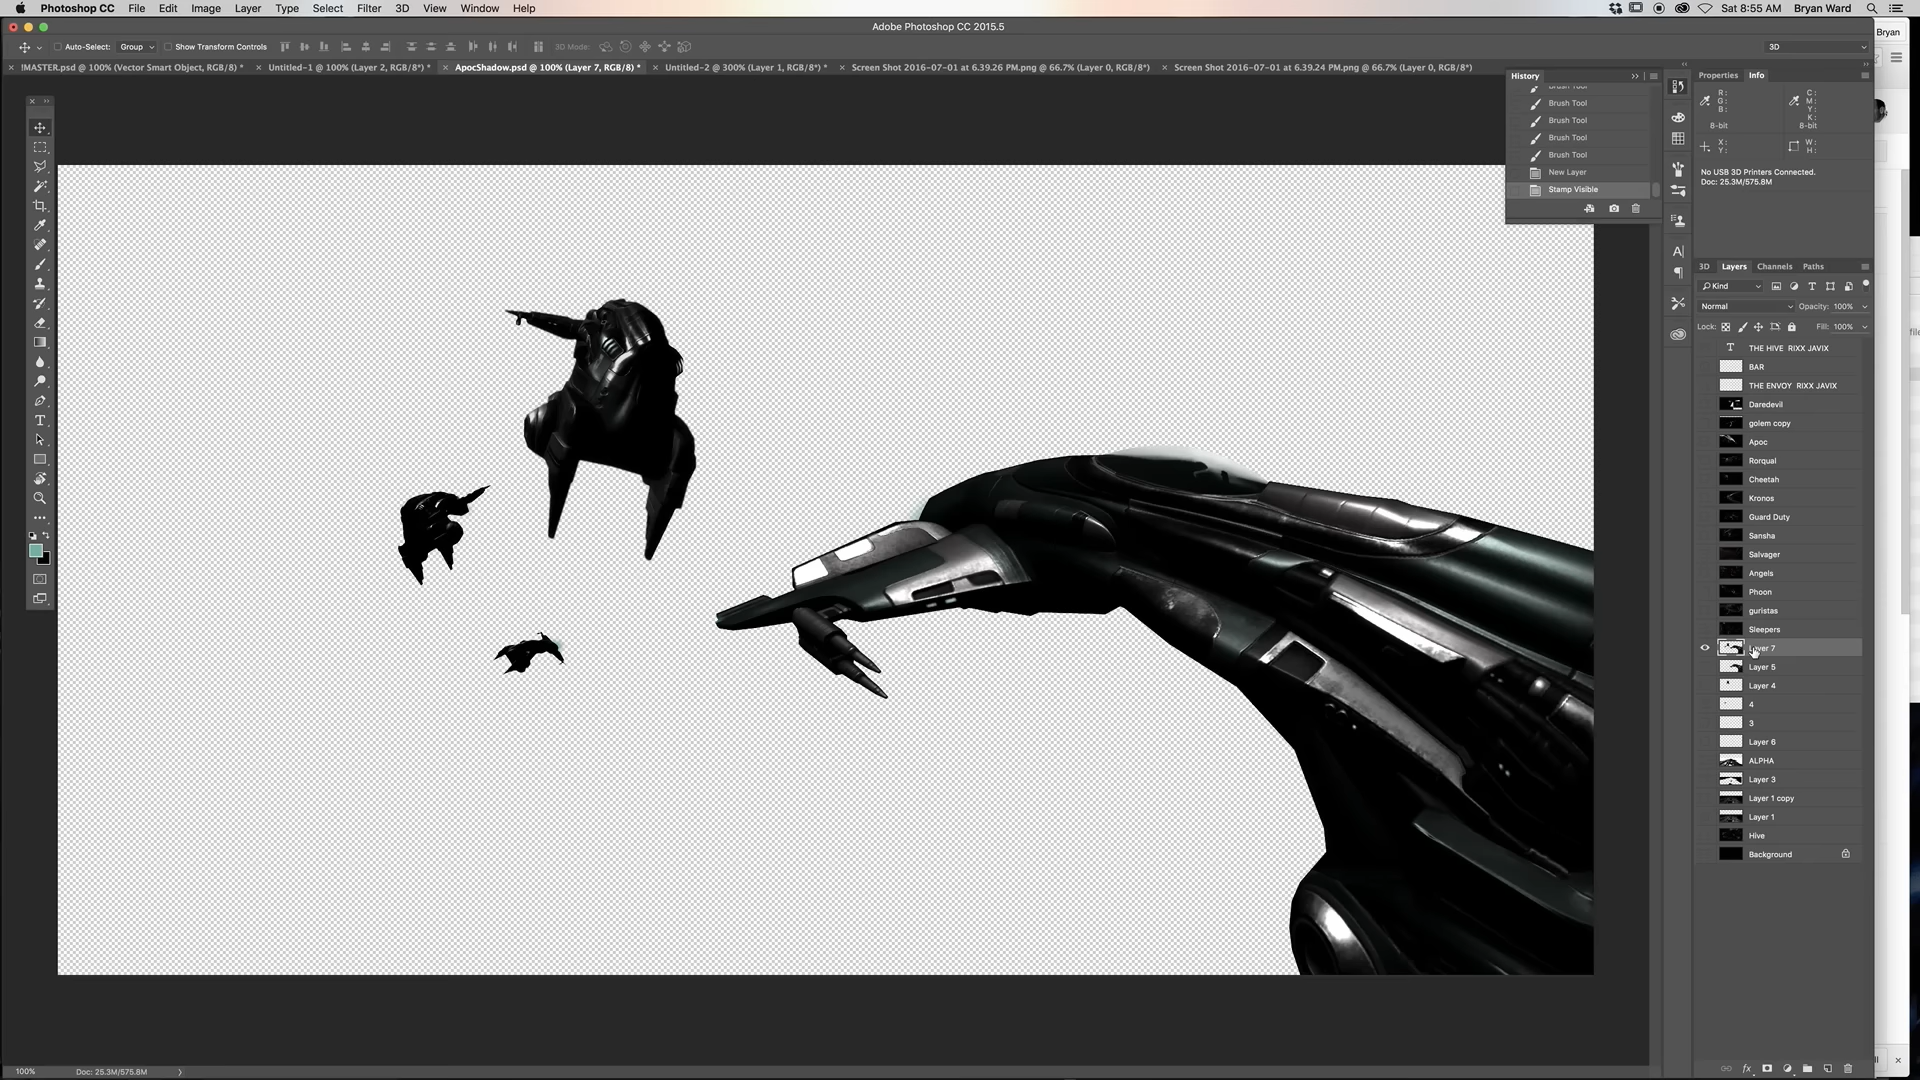 Photoshop CC File Edit Image Layer Type Select Filter 3D View Window Help Sat 8:55 AM Bryan Ward
Adobe Photoshop CC 2015.5
Bryan
Auto-Select: Group Show Transform Controls 3D Mode: 3D
!MASTER.psd @ 100% (Vector Smart Object, RGB/8) * Untitled-1 @ 100% (Layer 2, RGB/8) * ApocShadow.psd @ 100% (Layer 7, RGB/8) * Untitled-2 @ 300% (Layer 1, RGB/8) * Screen Shot 2016-07-01 at 6.39.26 PM.png @ 66.7% (Layer 0, RGB/8*) Screen Shot 2016-07-01 at 6.39.24 PM.png @ 66.7% (Layer 0, RGB/8*)
History
Brush Tool
Brush Tool
Brush Tool
Brush Tool
Brush Tool
New Layer
Stamp Visible
Properties Info
R: C:
G: M:
B: Y:
K:
8-bit 8-bit
X: W:
Y: H:
No USB 3D Printers Connected.
Doc: 25.3M/575.8M
3D Layers Channels Paths
Kind
Normal Opacity: 100%
Lock: Fill: 100%
THE HIVE RIXX JAVIX
BAR
THE ENVOY RIXX JAVIX
Daredevil
golem copy
Apoc
Rorqual
Cheetah
Kronos
Guard Duty
Sansha
Salvager
Angels
Phoon
guristas
Sleepers
Layer 7
Layer 5
Layer 4
4
3
Layer 6
ALPHA
Layer 3
Layer 1 copy
Layer 1
Hive
Background
100% Doc: 25.3M/575.8M